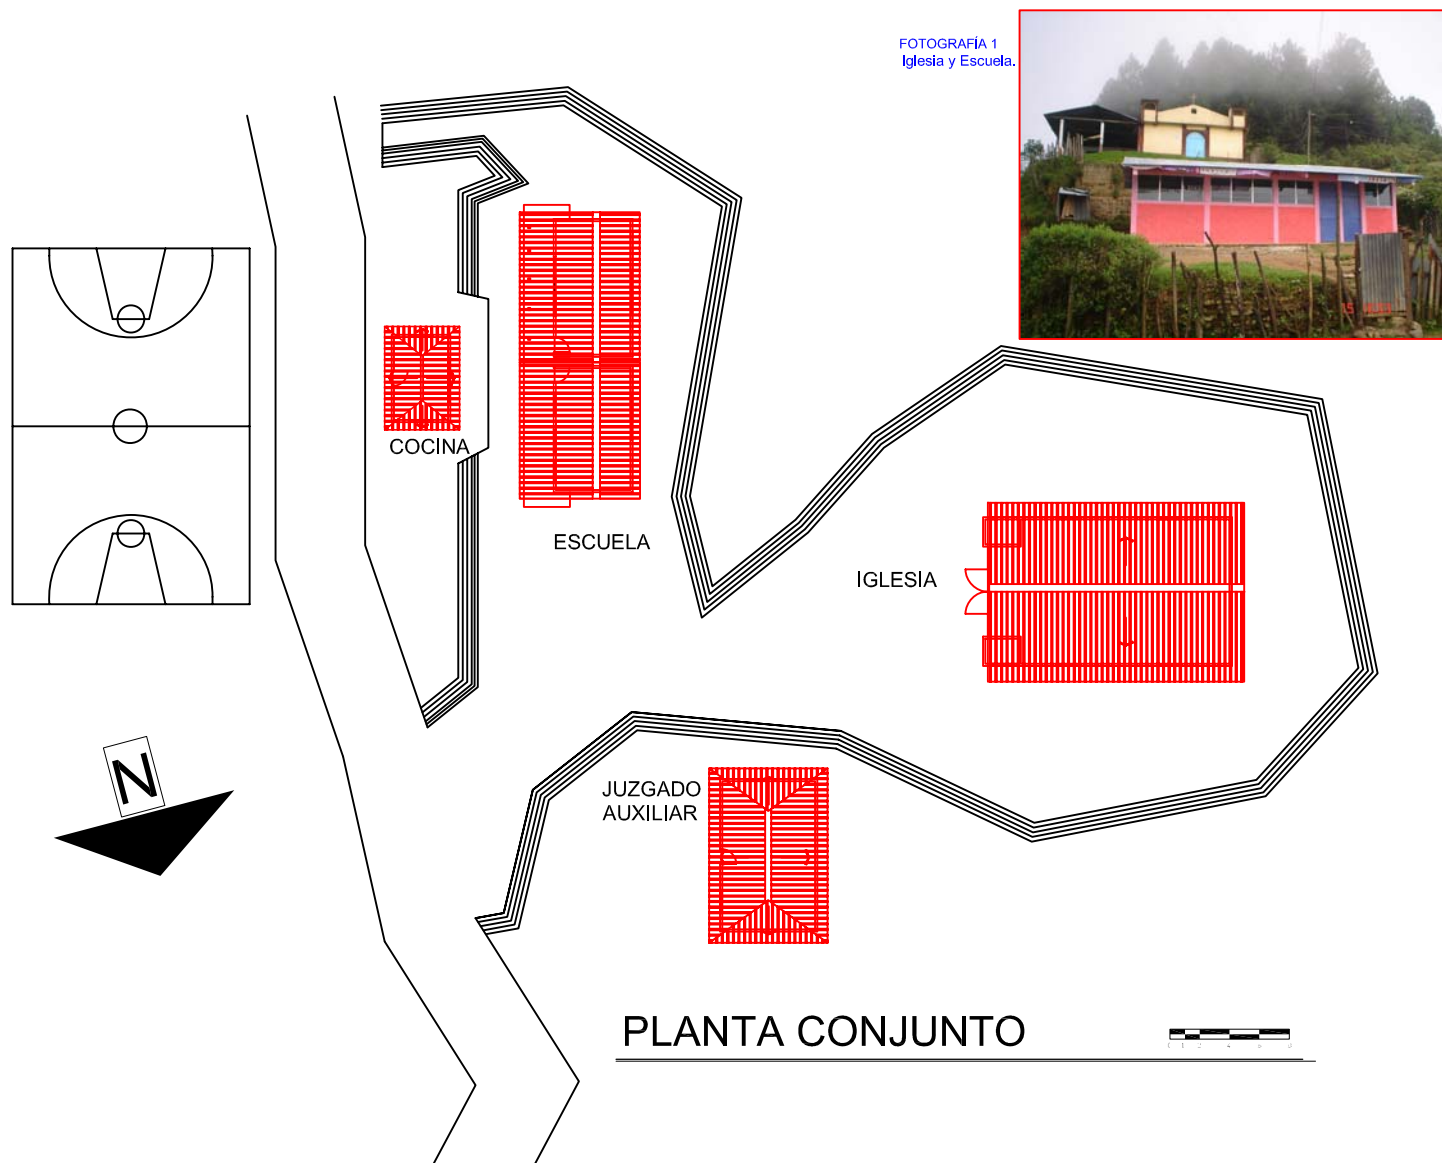 FOTOGRAFÍA 1
Iglesia y Escuela.
COCINA
ESCUELA
IGLESIA
N
JUZGADO
AUXILIAR
PLANTA CONJUNTO